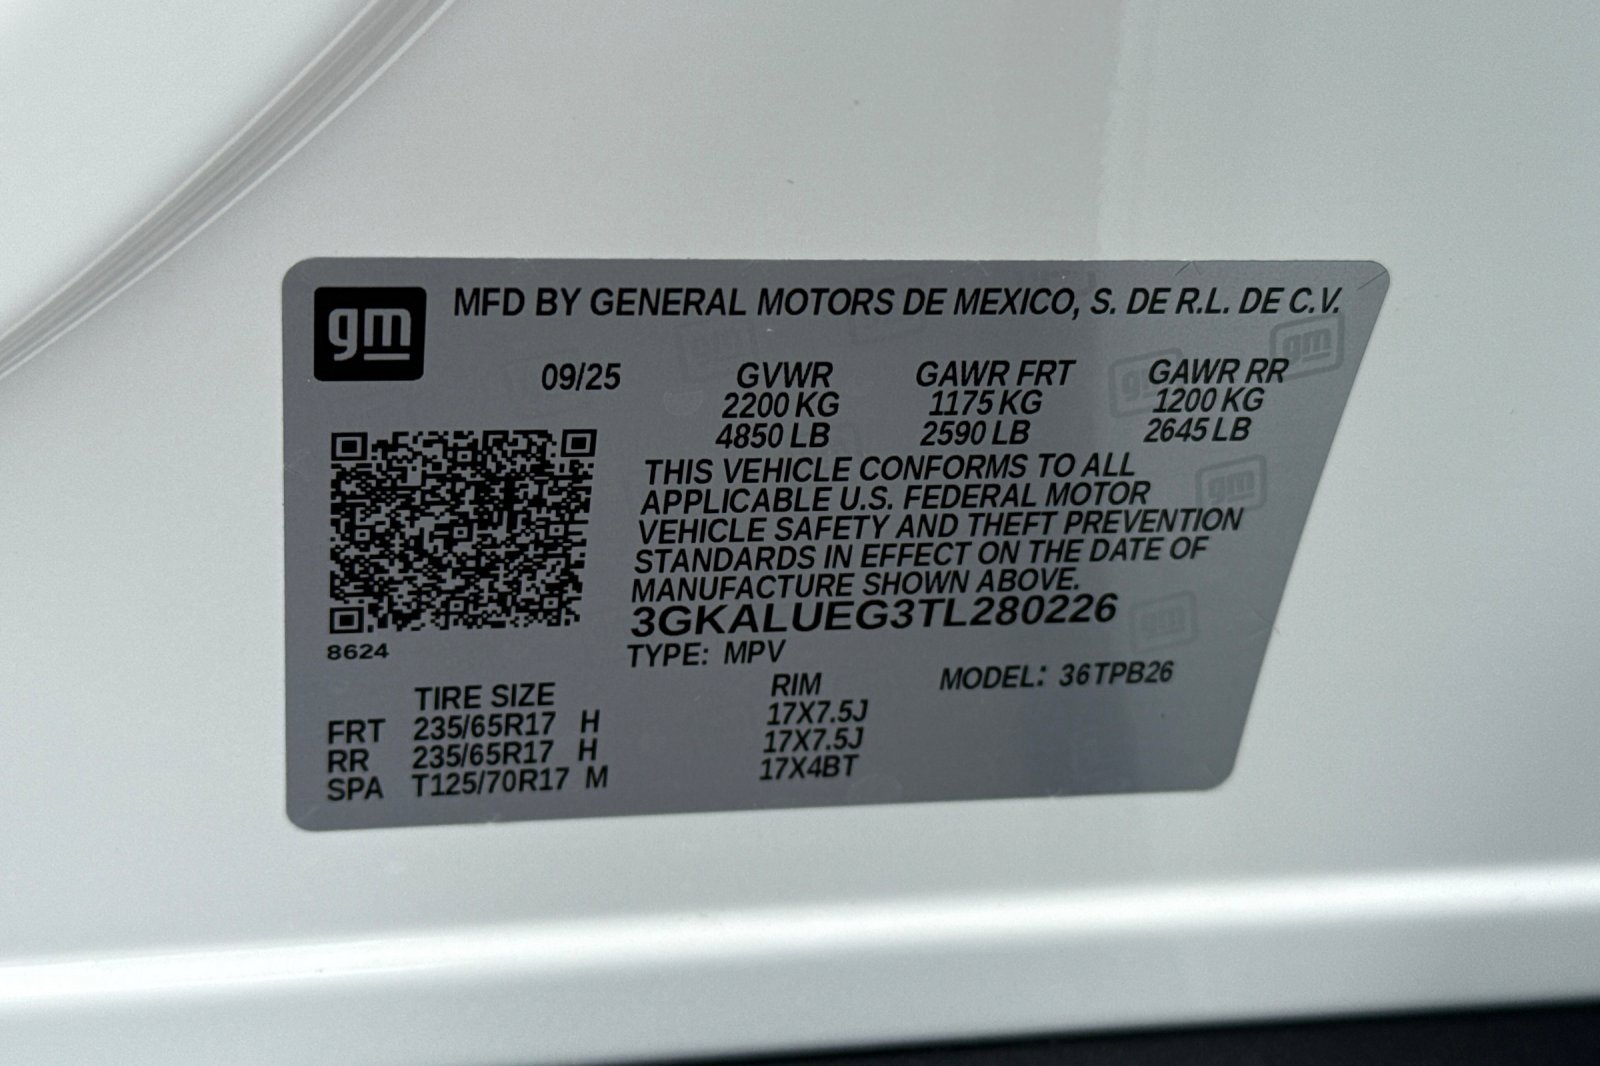 gm
MFD BY GENERAL MOTORS DE MEXICO, S. DE R.L. DE C.V.
09/25 GVWR GAWR FRT GAWR RR
2200 KG 1175 KG 1200 KG
4850 LB 2590 LB 2645 LB
THIS VEHICLE CONFORMS TO ALL
APPLICABLE U.S. FEDERAL MOTOR
VEHICLE SAFETY AND THEFT PREVENTION
STANDARDS IN EFFECT ON THE DATE OF
MANUFACTURE SHOWN ABOVE.
3GKALUEG3TL280226
8624
TYPE: MPV MODEL: 36TPB26
TIRE SIZE RIM
FRT 235/65R17 H 17X7.5J
RR 235/65R17 H 17X7.5J
SPA T125/70R17 M 17X4BT